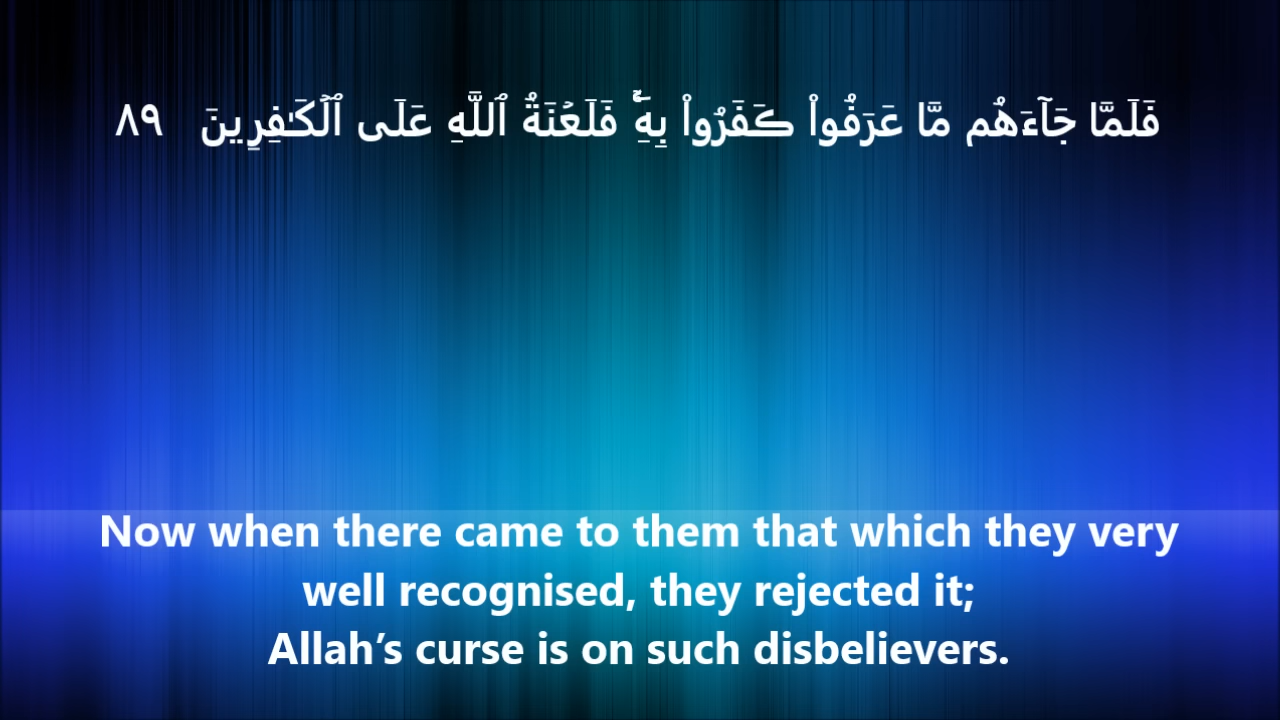 فَلَمَّا جَآءَهُم مَّا عَرَفُوا۟ كَفَرُوا۟ بِهِۦۚ فَلَعْنَةُ ٱللَّهِ عَلَى ٱلْكَـٰفِرِينَ ٨٩
Now when there came to them that which they very
well recognised, they rejected it;
Allah’s curse is on such disbelievers.